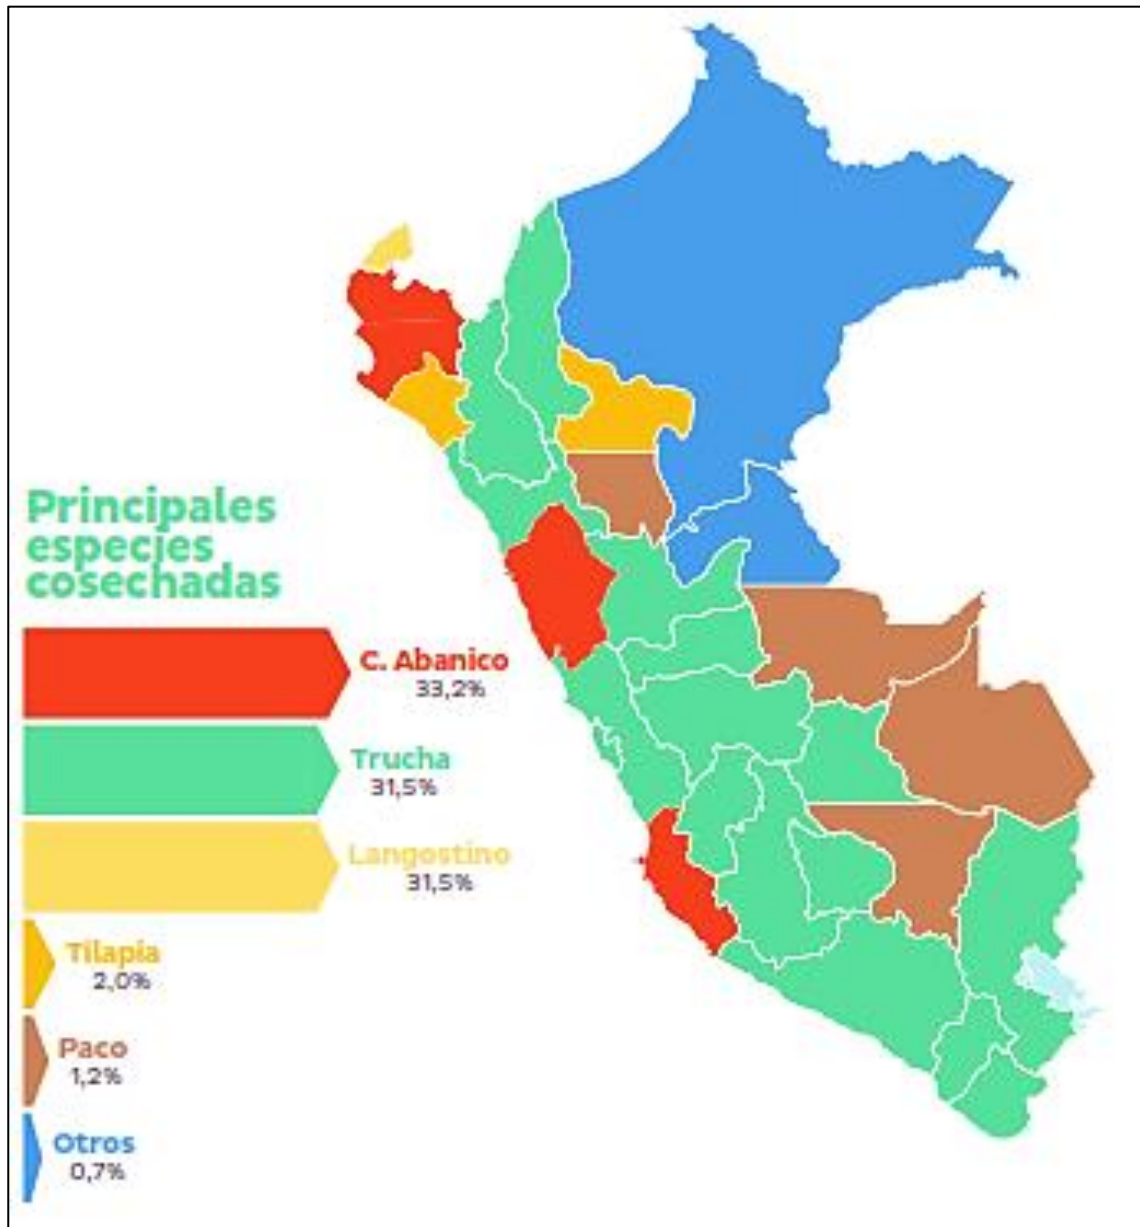 Principales
especies
cosechadas
C. Abanico
33,2%
Trucha
31,5%
Langostino
31,5%
Tilapia
2,0%
Paco
1,2%
Otros
0,7%